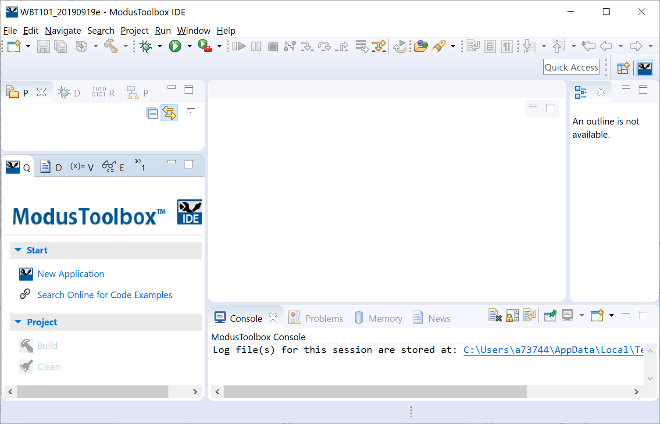 WBT101_20190919e - ModusToolbox IDE
File Edit Navigate Search Project Run Window Help
Quick Access
P D R P
An outline is not
available.
Q D (x)= V E 1
ModusToolbox™ IDE
Start
New Application
Search Online for Code Examples
Project
Build
Clean
Console Problems Memory News
ModusToolbox Console
Log file(s) for this session are stored at: C:\Users\a73744\AppData\Local\Te